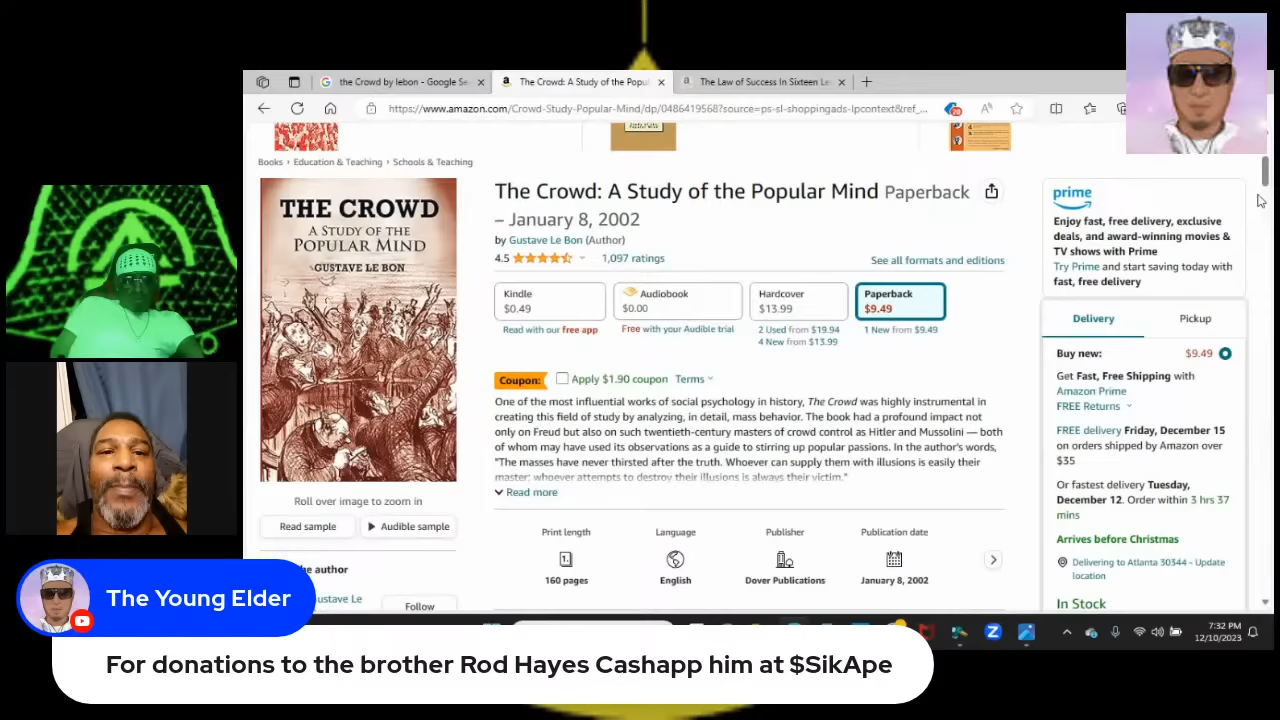 the Crowd by lebon - Google Se
The Crowd: A Study of the Popul
The Law of Success In Sixteen Le
https://www.amazon.com/Crowd-Study-Popular-Mind/dp/0486419568?source=ps-sl-shoppingads-lpcontext&ref_...
Books › Education & Teaching › Schools & Teaching
THE CROWD
A STUDY OF THE
POPULAR MIND
GUSTAVE LE BON
Roll over image to zoom in
Read sample
Audible sample
The Crowd: A Study of the Popular Mind Paperback
– January 8, 2002
by Gustave Le Bon (Author)
4.5 1,097 ratings
See all formats and editions
Kindle
$0.49
Read with our free app
Audiobook
$0.00
Free with your Audible trial
Hardcover
$13.99
2 Used from $19.94
4 New from $13.99
Paperback
$9.49
1 New from $9.49
Coupon: Apply $1.90 coupon Terms
One of the most influential works of social psychology in history, The Crowd was highly instrumental in
creating this field of study by analyzing, in detail, mass behavior. The book had a profound impact not
only on Freud but also on such twentieth-century masters of crowd control as Hitler and Mussolini — both
of whom may have used its observations as a guide to stirring up popular passions. In the author's words,
"The masses have never thirsted after the truth. Whoever can supply them with illusions is easily their
master; whoever attempts to destroy their illusions is always their victim."
Read more
Print length
160 pages
Language
English
Publisher
Dover Publications
Publication date
January 8, 2002
prime
Enjoy fast, free delivery, exclusive
deals, and award-winning movies &
TV shows with Prime
Try Prime and start saving today with
fast, free delivery
Delivery
Pickup
Buy new: $9.49
Get Fast, Free Shipping with
Amazon Prime
FREE Returns
FREE delivery Friday, December 15
on orders shipped by Amazon over
$35
Or fastest delivery Tuesday,
December 12. Order within 3 hrs 37
mins
Arrives before Christmas
Delivering to Atlanta 30344 - Update
location
In Stock
he author
ustave Le
Follow
7:32 PM
12/10/2023
The Young Elder
For donations to the brother Rod Hayes Cashapp him at $SikApe